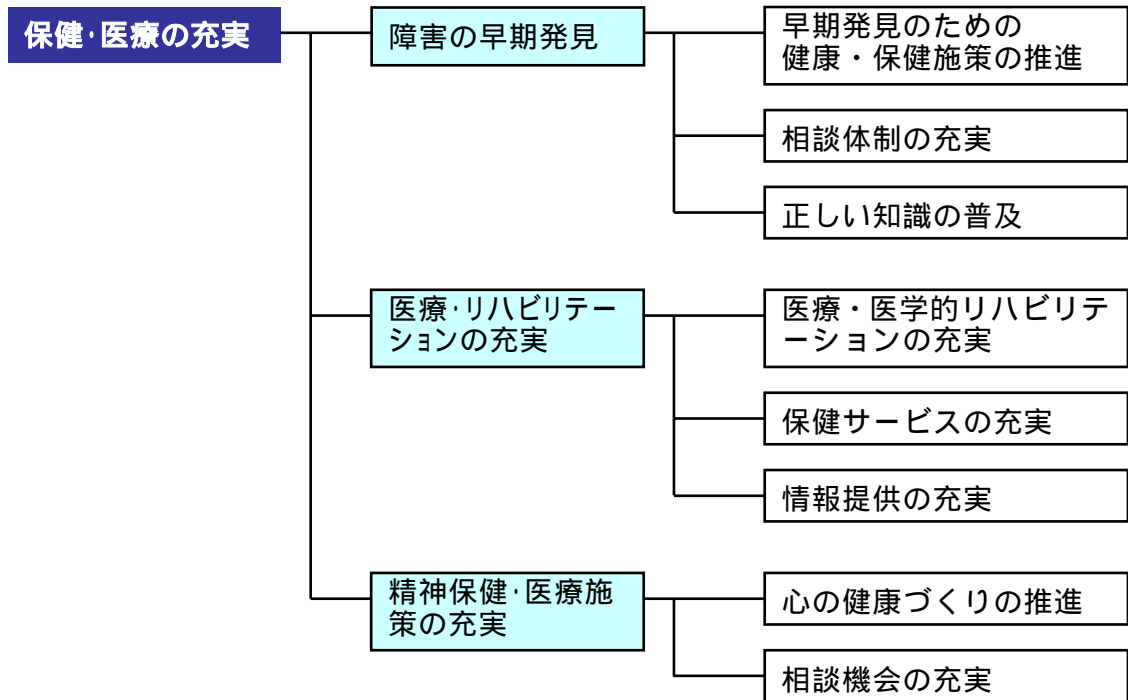 保健・医療の充実
障害の早期発見
早期発見のための
健康・保健施策の推進
相談体制の充実
正しい知識の普及
医療・リハビリテー
ションの充実
医療・医学的リハビリテ
ーションの充実
保健サービスの充実
情報提供の充実
精神保健・医療施
策の充実
心の健康づくりの推進
相談機会の充実